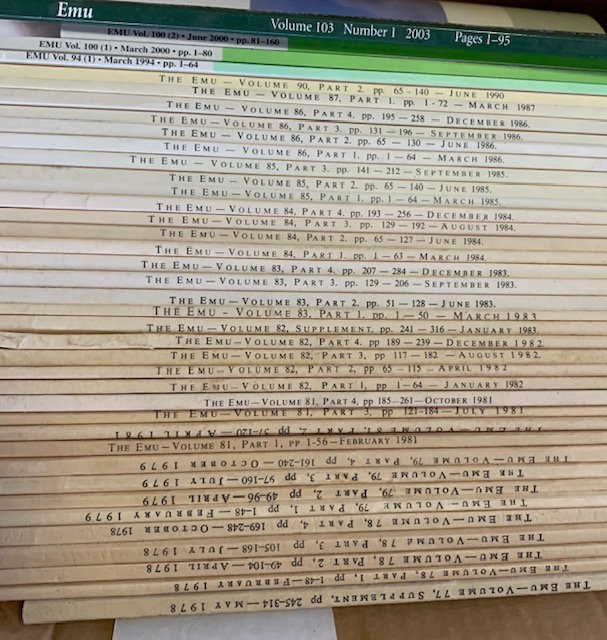 Emu Volume 103 Number 1 2003 Pages 1–95
EMU Vol. 100 (2) • June 2000 • pp. 81–160
EMU Vol. 100 (1) • March 2000 • pp. 1–80
EMU Vol. 94 (1) • March 1994 • pp. 1–64
THE EMU — VOLUME 90, PART 2. pp. 65 - 140 — JUNE 1990
THE EMU — VOLUME 87, PART 1. pp. 1 - 72 — MARCH 1987
THE EMU — VOLUME 86, PART 4. pp. 195 — 258 — DECEMBER 1986.
THE EMU — VOLUME 86, PART 3. pp. 131 — 196 — SEPTEMBER 1986.
THE EMU — VOLUME 86, PART 2. pp. 65 — 130 — JUNE 1986.
THE EMU — VOLUME 86, PART 1. pp. 1 — 64 — MARCH 1986.
THE EMU — VOLUME 85, PART 3. pp. 141 — 212 — SEPTEMBER 1985.
THE EMU — VOLUME 85, PART 2. pp. 65 — 140 — JUNE 1985.
THE EMU — VOLUME 85, PART 1. pp. 1 — 64 — MARCH 1985.
THE EMU — VOLUME 84, PART 4. pp. 193 — 256 — DECEMBER 1984.
THE EMU — VOLUME 84, PART 3. pp. 129 — 192 — AUGUST 1984.
THE EMU — VOLUME 84, PART 2. pp. 65 — 127 — JUNE 1984.
THE EMU — VOLUME 84, PART 1. pp. 1 — 63 — MARCH 1984.
THE EMU — VOLUME 83, PART 4. pp. 207 — 284 — DECEMBER 1983.
THE EMU — VOLUME 83, PART 3. pp. 129 — 206 — SEPTEMBER 1983.
THE EMU — VOLUME 83, PART 2. pp. 51 — 128 — JUNE 1983.
THE EMU - VOLUME 83, PART 1. pp. 1 — 50 — MARCH 1983
THE EMU — VOLUME 82, SUPPLEMENT, pp. 241 — 316 — JANUARY 1983.
THE EMU — VOLUME 82, PART 4. pp 189 — 239 — DECEMBER 1982.
THE EMU — VOLUME 82, PART 3, pp 117 — 182 — AUGUST 1982.
THE EMU — VOLUME 82, PART 2, pp 65 — 115 — APRIL 1982
THE EMU — VOLUME 82, PART 1, pp 1—64 — JANUARY 1982
THE EMU — VOLUME 81, PART 4, pp 185—261—OCTOBER 1981
THE EMU — VOLUME 81, PART 3, pp 121-184—JULY 1981
THE EMU — VOLUME 81, PART 2, pp 57–120—APRIL 1981
THE EMU—VOLUME 81, PART 1, pp 1-56—FEBRUARY 1981
THE EMU—VOLUME 79, PART 4, pp 161-240 — OCTOBER 1979
THE EMU—VOLUME 79, PART 3, pp 97-160—JULY 1979
THE EMU—VOLUME 79, PART 2, pp 49-96—APRIL 1979
THE EMU—VOLUME 79, PART 1, pp 1-48—FEBRUARY 1979
THE EMU—VOLUME 78, PART 4, pp 169-248—OCTOBER 1978
THE EMU—VOLUME 78, PART 3, pp 105-168—JULY 1978
THE EMU—VOLUME 78, PART 2, pp 49-104—APRIL 1978
THE EMU—VOLUME 78, PART 1, pp 1-48—FEBRUARY 1978
THE EMU—VOLUME 77, SUPPLEMENT, pp 245-314—MAY 1978